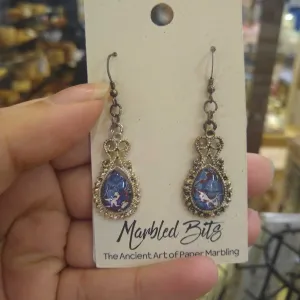 Marbled Bits
The Ancient Art of Paper Marbling